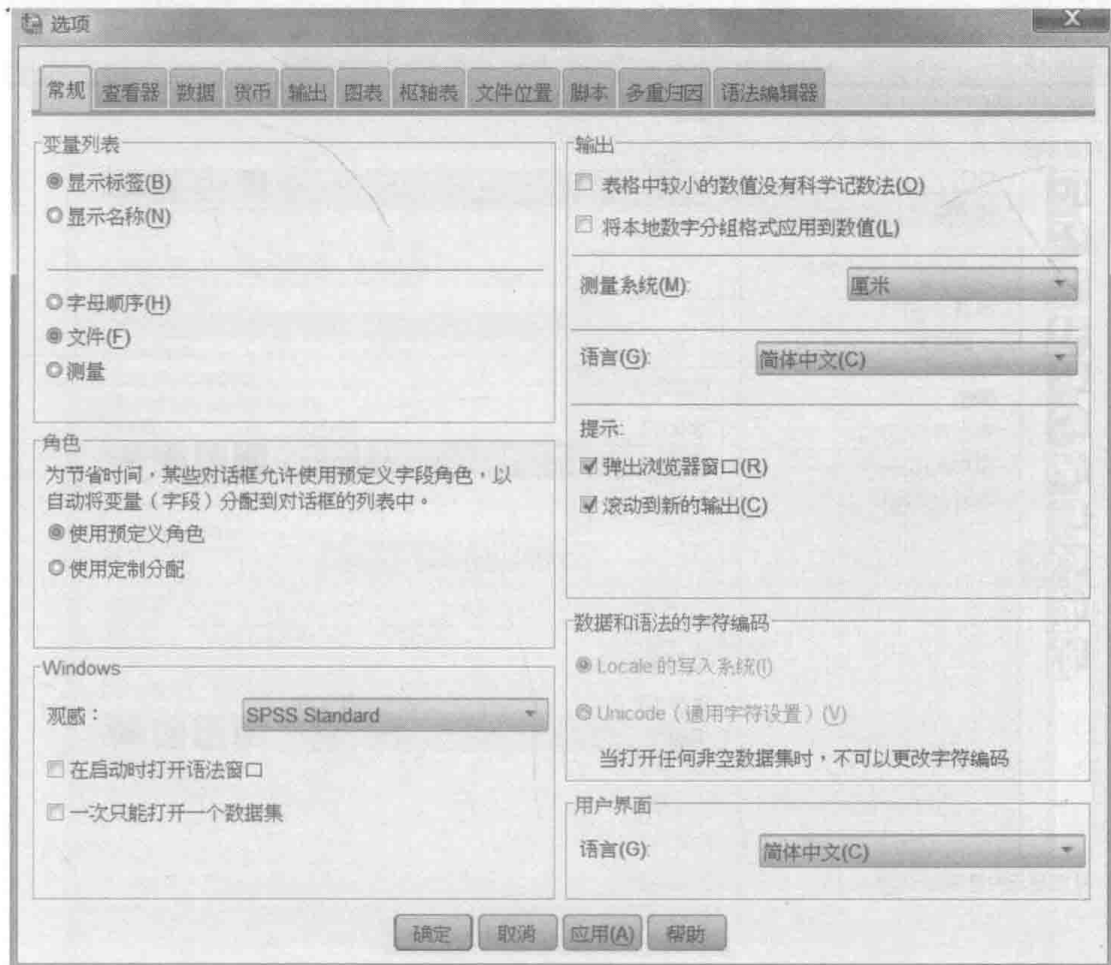 选项
常规 查看器 数据 货币 输出 图表 枢轴表 文件位置 脚本 多重归因 语法编辑器
变量列表
显示标签(B)
显示名称(N)
字母顺序(H)
文件(F)
测量
角色
为节省时间，某些对话框允许使用预定义字段角色，以
自动将变量（字段）分配到对话框的列表中。
使用预定义角色
使用定制分配
Windows
观感：
SPSS Standard
在启动时打开语法窗口
一次只能打开一个数据集
输出
表格中较小的数值没有科学记数法(O)
将本地数字分组格式应用到数值(L)
测量系统(M):
厘米
语言(G):
简体中文(C)
提示:
弹出浏览器窗口(R)
滚动到新的输出(C)
数据和语法的字符编码
Locale 的写入系统(I)
Unicode（通用字符设置）(V)
当打开任何非空数据集时，不可以更改字符编码
用户界面
语言(G):
简体中文(C)
确定 取消 应用(A) 帮助